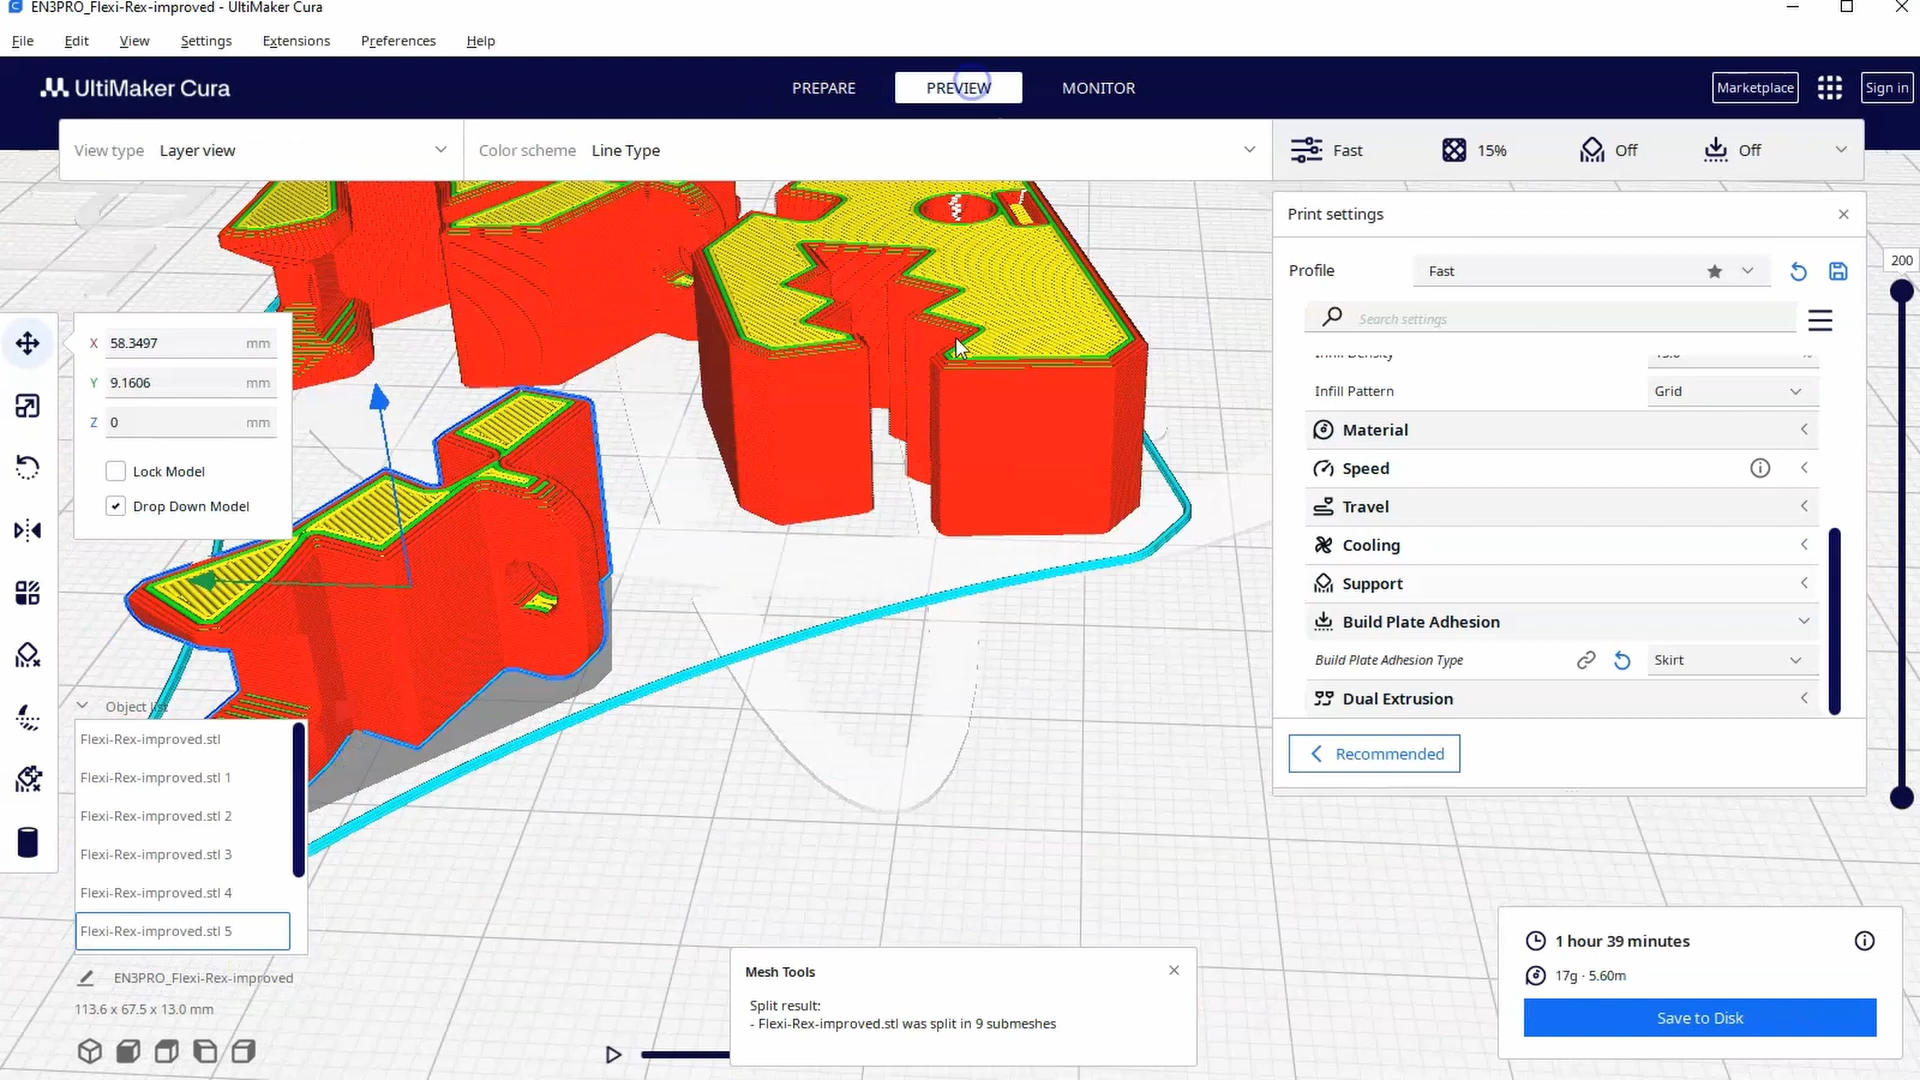 EN3PRO_Flexi-Rex-improved - UltiMaker Cura
File Edit View Settings Extensions Preferences Help
UltiMaker Cura
PREPARE PREVIEW MONITOR
Marketplace
Sign in
View type Layer view
Color scheme Line Type
Fast 15% Off Off
Print settings
Profile Fast
Search settings
Infill Density
Infill Pattern Grid
Material
Speed
Travel
Cooling
Support
Build Plate Adhesion
Build Plate Adhesion Type Skirt
Dual Extrusion
Recommended
200
X 58.3497 mm
Y 9.1606 mm
Z 0 mm
Lock Model
Drop Down Model
Object list
Flexi-Rex-improved.stl
Flexi-Rex-improved.stl 1
Flexi-Rex-improved.stl 2
Flexi-Rex-improved.stl 3
Flexi-Rex-improved.stl 4
Flexi-Rex-improved.stl 5
EN3PRO_Flexi-Rex-improved
113.6 x 67.5 x 13.0 mm
Mesh Tools
Split result:
- Flexi-Rex-improved.stl was split in 9 submeshes
1 hour 39 minutes
17g · 5.60m
Save to Disk